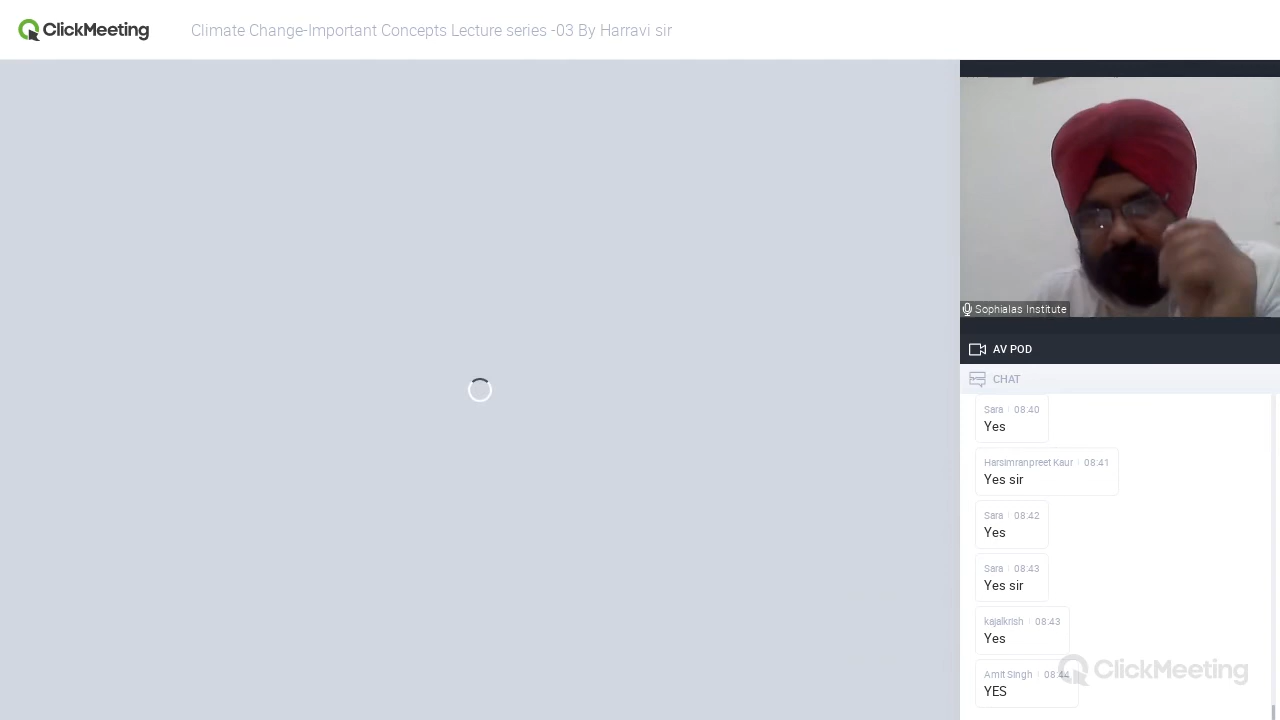 ClickMeeting
Climate Change-Important Concepts Lecture series -03 By Harravi sir
Sophialas Institute
AV POD
CHAT
Sara 08:40
Yes
Harsimranpreet Kaur 08:41
Yes sir
Sara 08:42
Yes
Sara 08:43
Yes sir
kajalkrish 08:43
Yes
Amit Singh 08:44
YES
ClickMeeting